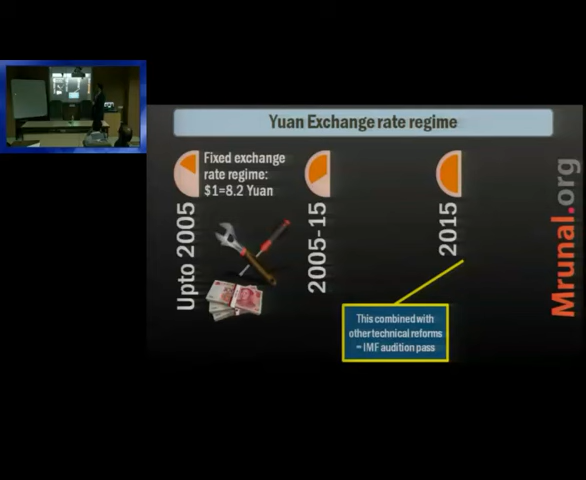 Yuan Exchange rate regime
Upto 2005
Fixed exchange
rate regime:
$1=8.2 Yuan
2005-15
2015
This combined with
other technical reforms
= IMF audition pass
Mrunal.org